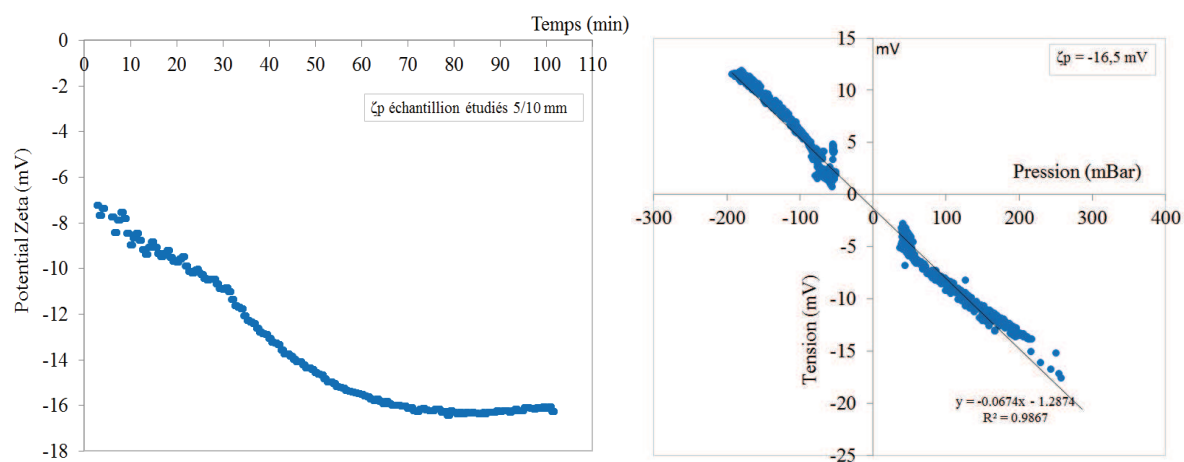 Temps (min)
0
0 10 20 30 40 50 60 70 80 90 100 110
-2
ζp échantillion étudiés 5/10 mm
-4
-6
-8
-10
-12
-14
-16
-18
Potential Zeta (mV)
15
mV
ζp = -16,5 mV
10
5
Pression (mBar)
0
-300 -200 -100 0 100 200 300 400
-5
-10
-15
-20
-25
Tension (mV)
y = -0.0674x - 1.2874
R² = 0.9867